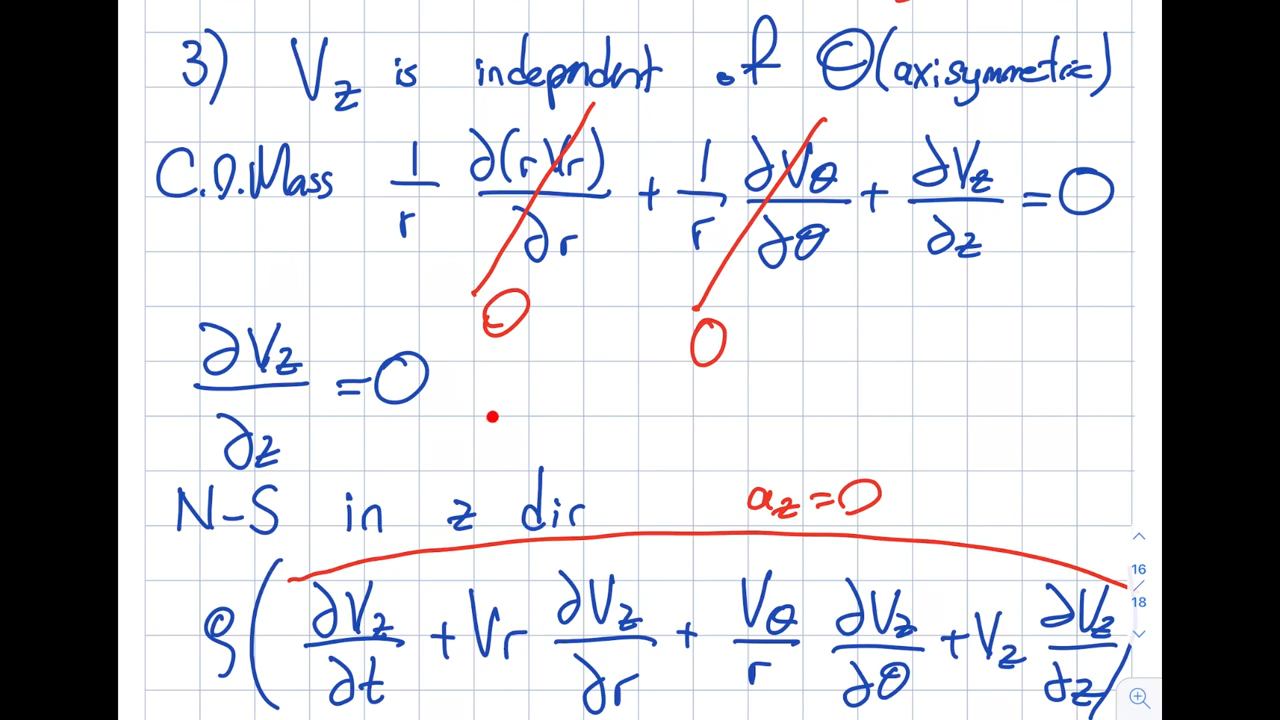 3) Vz is indepndent of θ (axisymmetric)
C.O.Mass 1/r ∂(rVr)/∂r + 1/r ∂Vθ/∂θ + ∂Vz/∂z = 0
0 0
∂Vz/∂z = 0
N-S in z dir
az = 0
ρ(∂Vz/∂t + Vr ∂Vz/∂r + Vθ/r ∂Vz/∂θ + Vz ∂Vz/∂z)
16
18